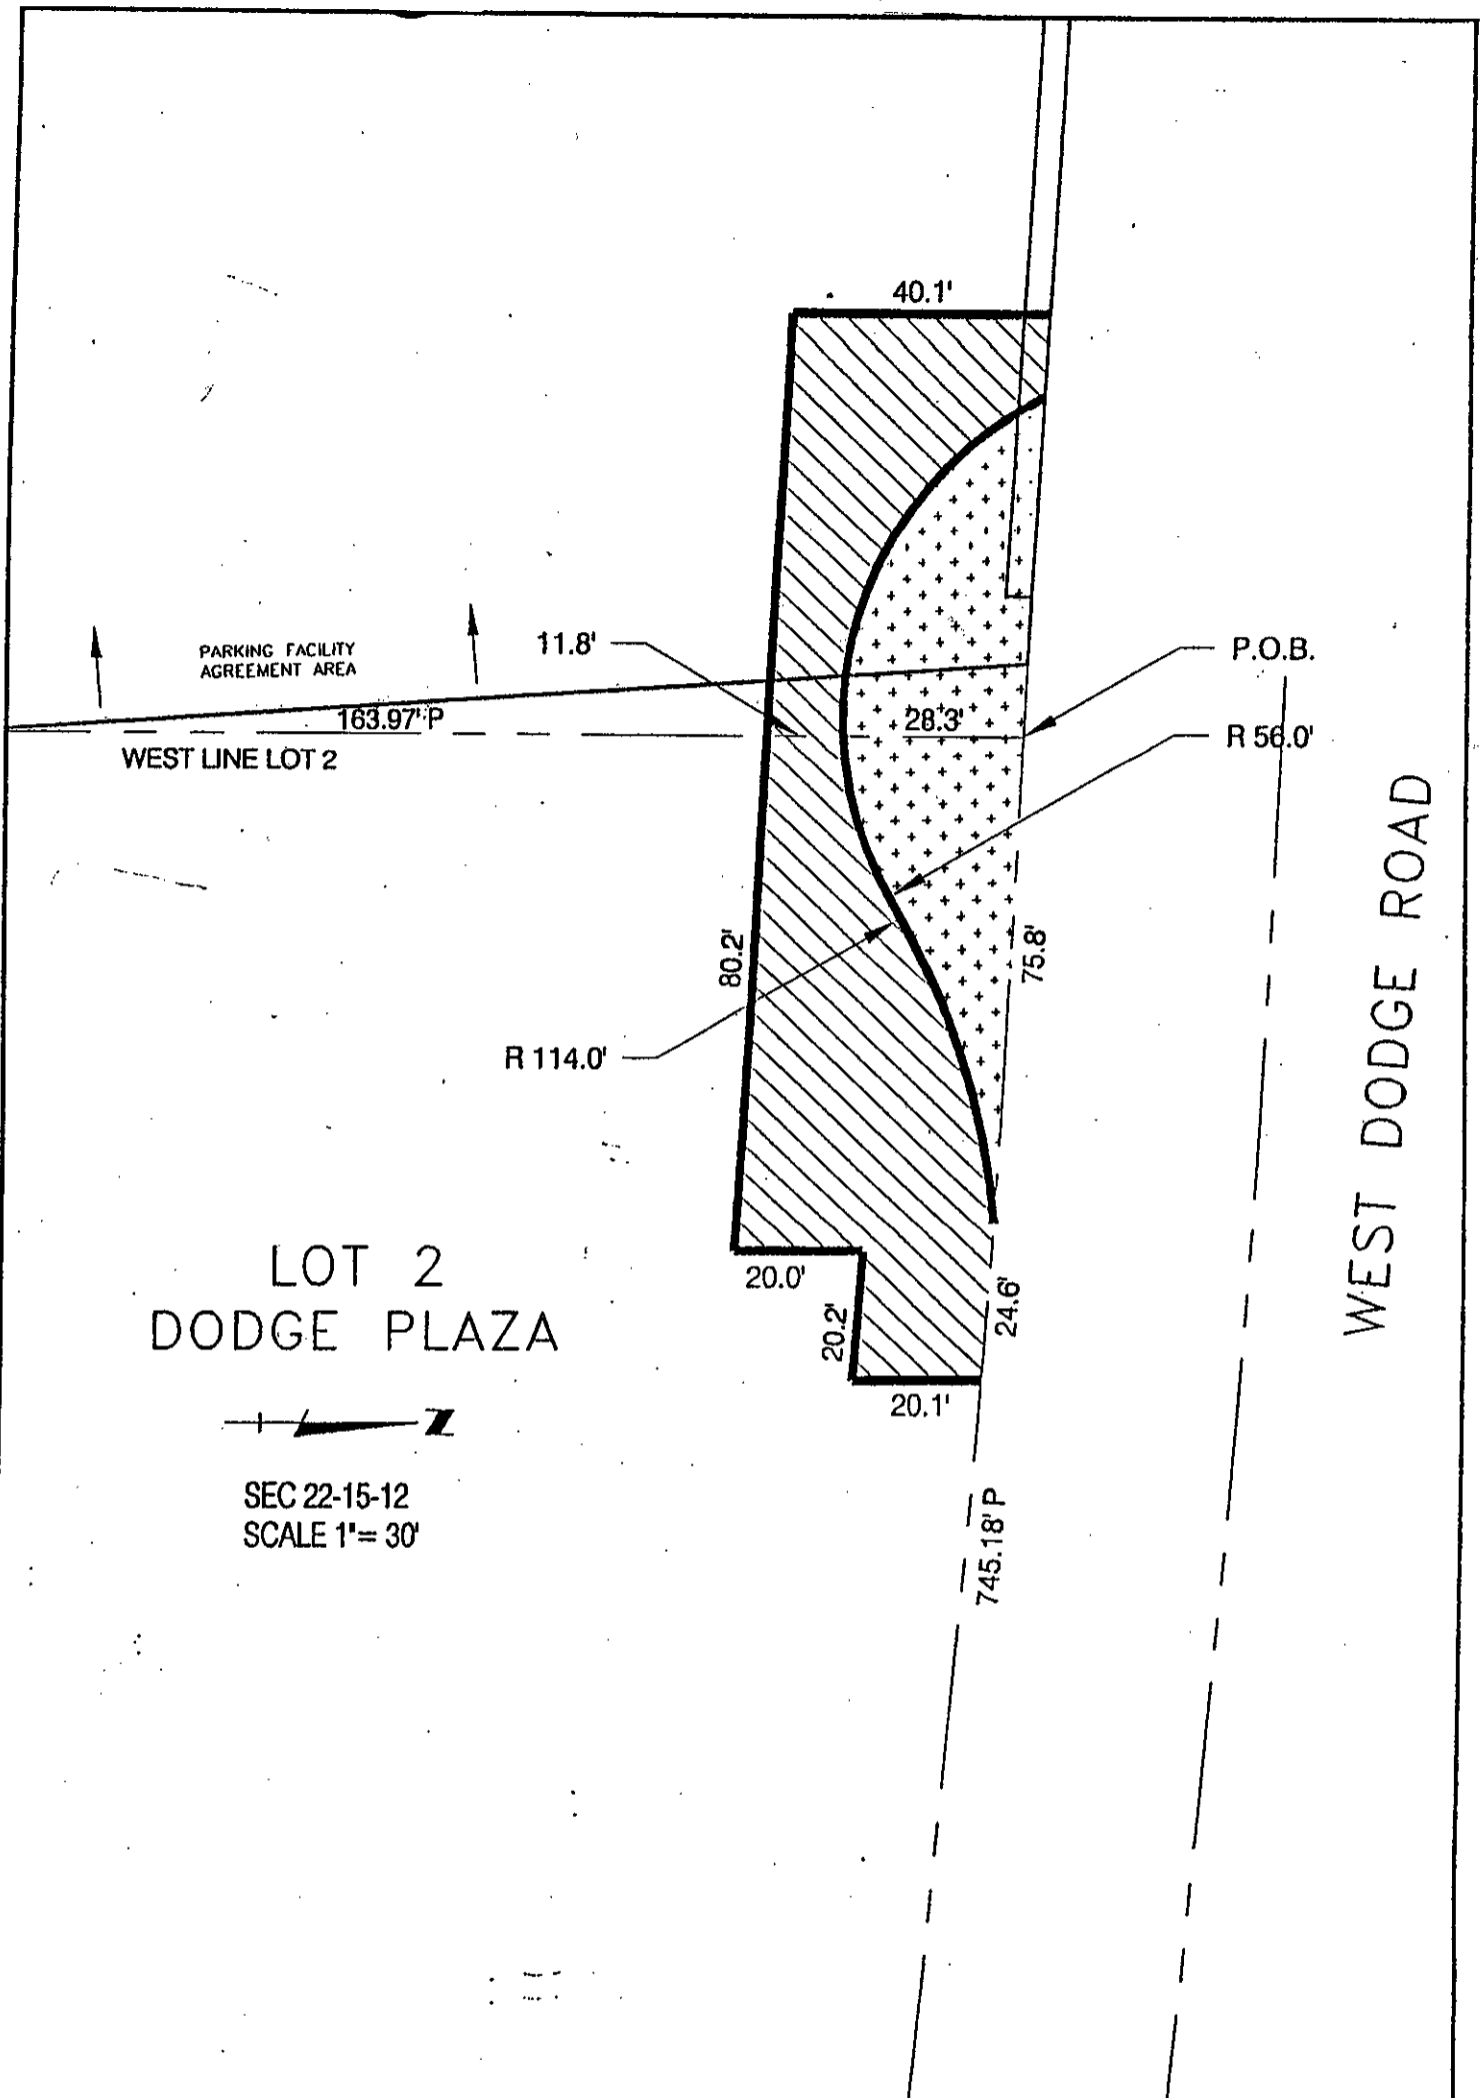 40.1'
11.8'
PARKING FACILITY
AGREEMENT AREA
P.O.B.
163.97' P
28.3'
R 56.0'
WEST LINE LOT 2
WEST DODGE ROAD
80.2'
75.8'
R 114.0'
LOT 2
DODGE PLAZA
20.0'
20.2'
24.6'
20.1'
Z
SEC 22-15-12
SCALE 1"= 30'
745.18' P